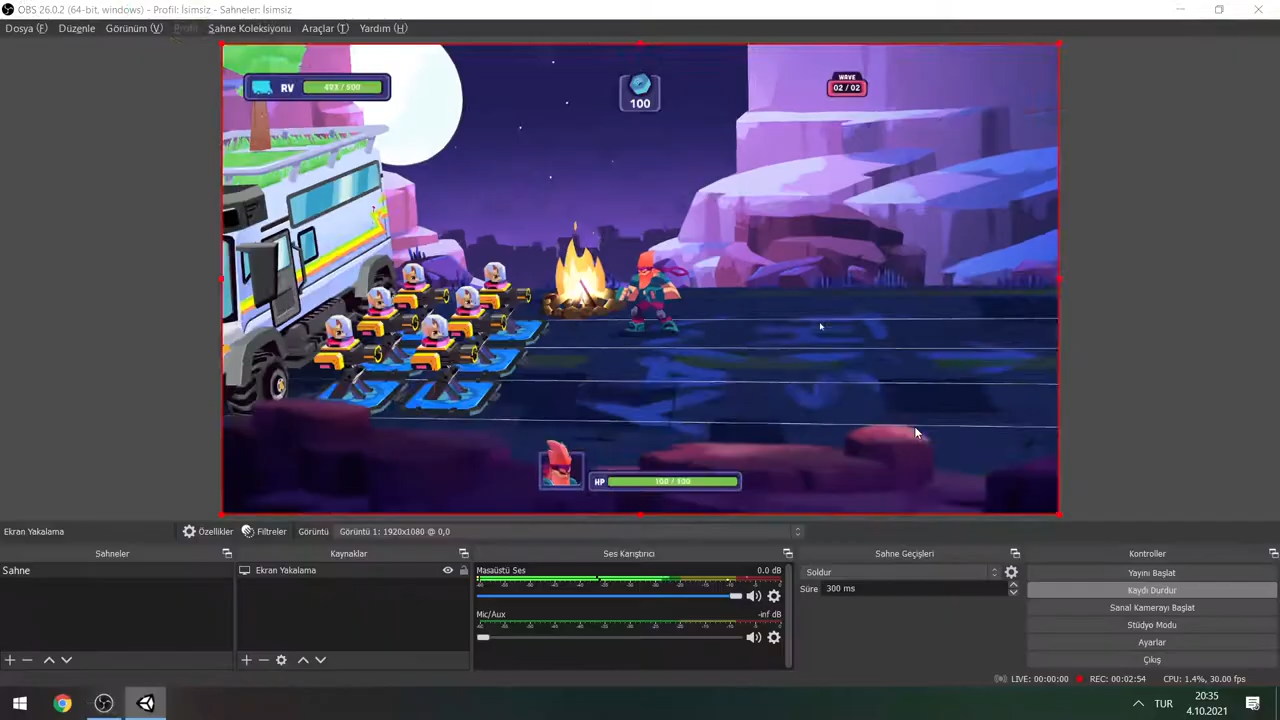 OBS 26.0.2 (64-bit, windows) - Profil: İsimsiz - Sahneler: İsimsiz
Dosya (F) Düzenle Görünüm (V) Profil Sahne Koleksiyonu Araçlar (T) Yardım (H)
RV
100
WAVE
02 / 02
HP 100 / 100
Ekran Yakalama Özellikler Filtreler Görüntü Görüntü 1: 1920x1080 @ 0,0
Sahneler Kaynaklar Ses Karıştırıcı Sahne Geçişleri Kontroller
Sahne
Ekran Yakalama
Masaüstü Ses 0.0 dB
Mic/Aux -inf dB
Soldur
Süre 300 ms
Yayını Başlat
Kaydı Durdur
Sanal Kamerayı Başlat
Stüdyo Modu
Ayarlar
Çıkış
LIVE: 00:00:00 REC: 00:02:54 CPU: 1.4%, 30.00 fps
TUR
20:35
4.10.2021